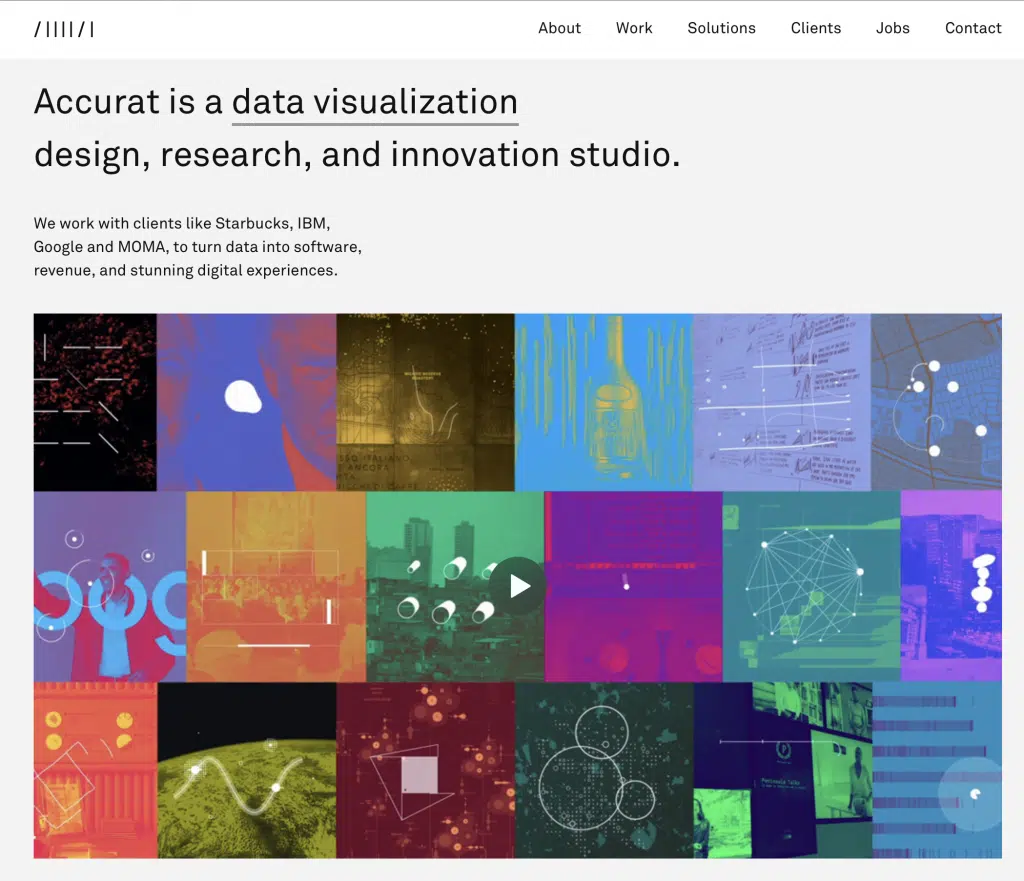 About Work Solutions Clients Jobs Contact
Accurat is a data visualization
design, research, and innovation studio.
We work with clients like Starbucks, IBM,
Google and MOMA, to turn data into software,
revenue, and stunning digital experiences.